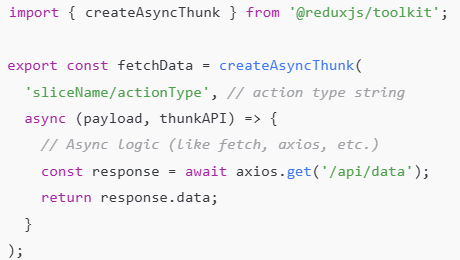 import { createAsyncThunk } from '@reduxjs/toolkit';

export const fetchData = createAsyncThunk(
  'sliceName/actionType', // action type string
  async (payload, thunkAPI) => {
    // Async logic (like fetch, axios, etc.)
    const response = await axios.get('/api/data');
    return response.data;
  }
);